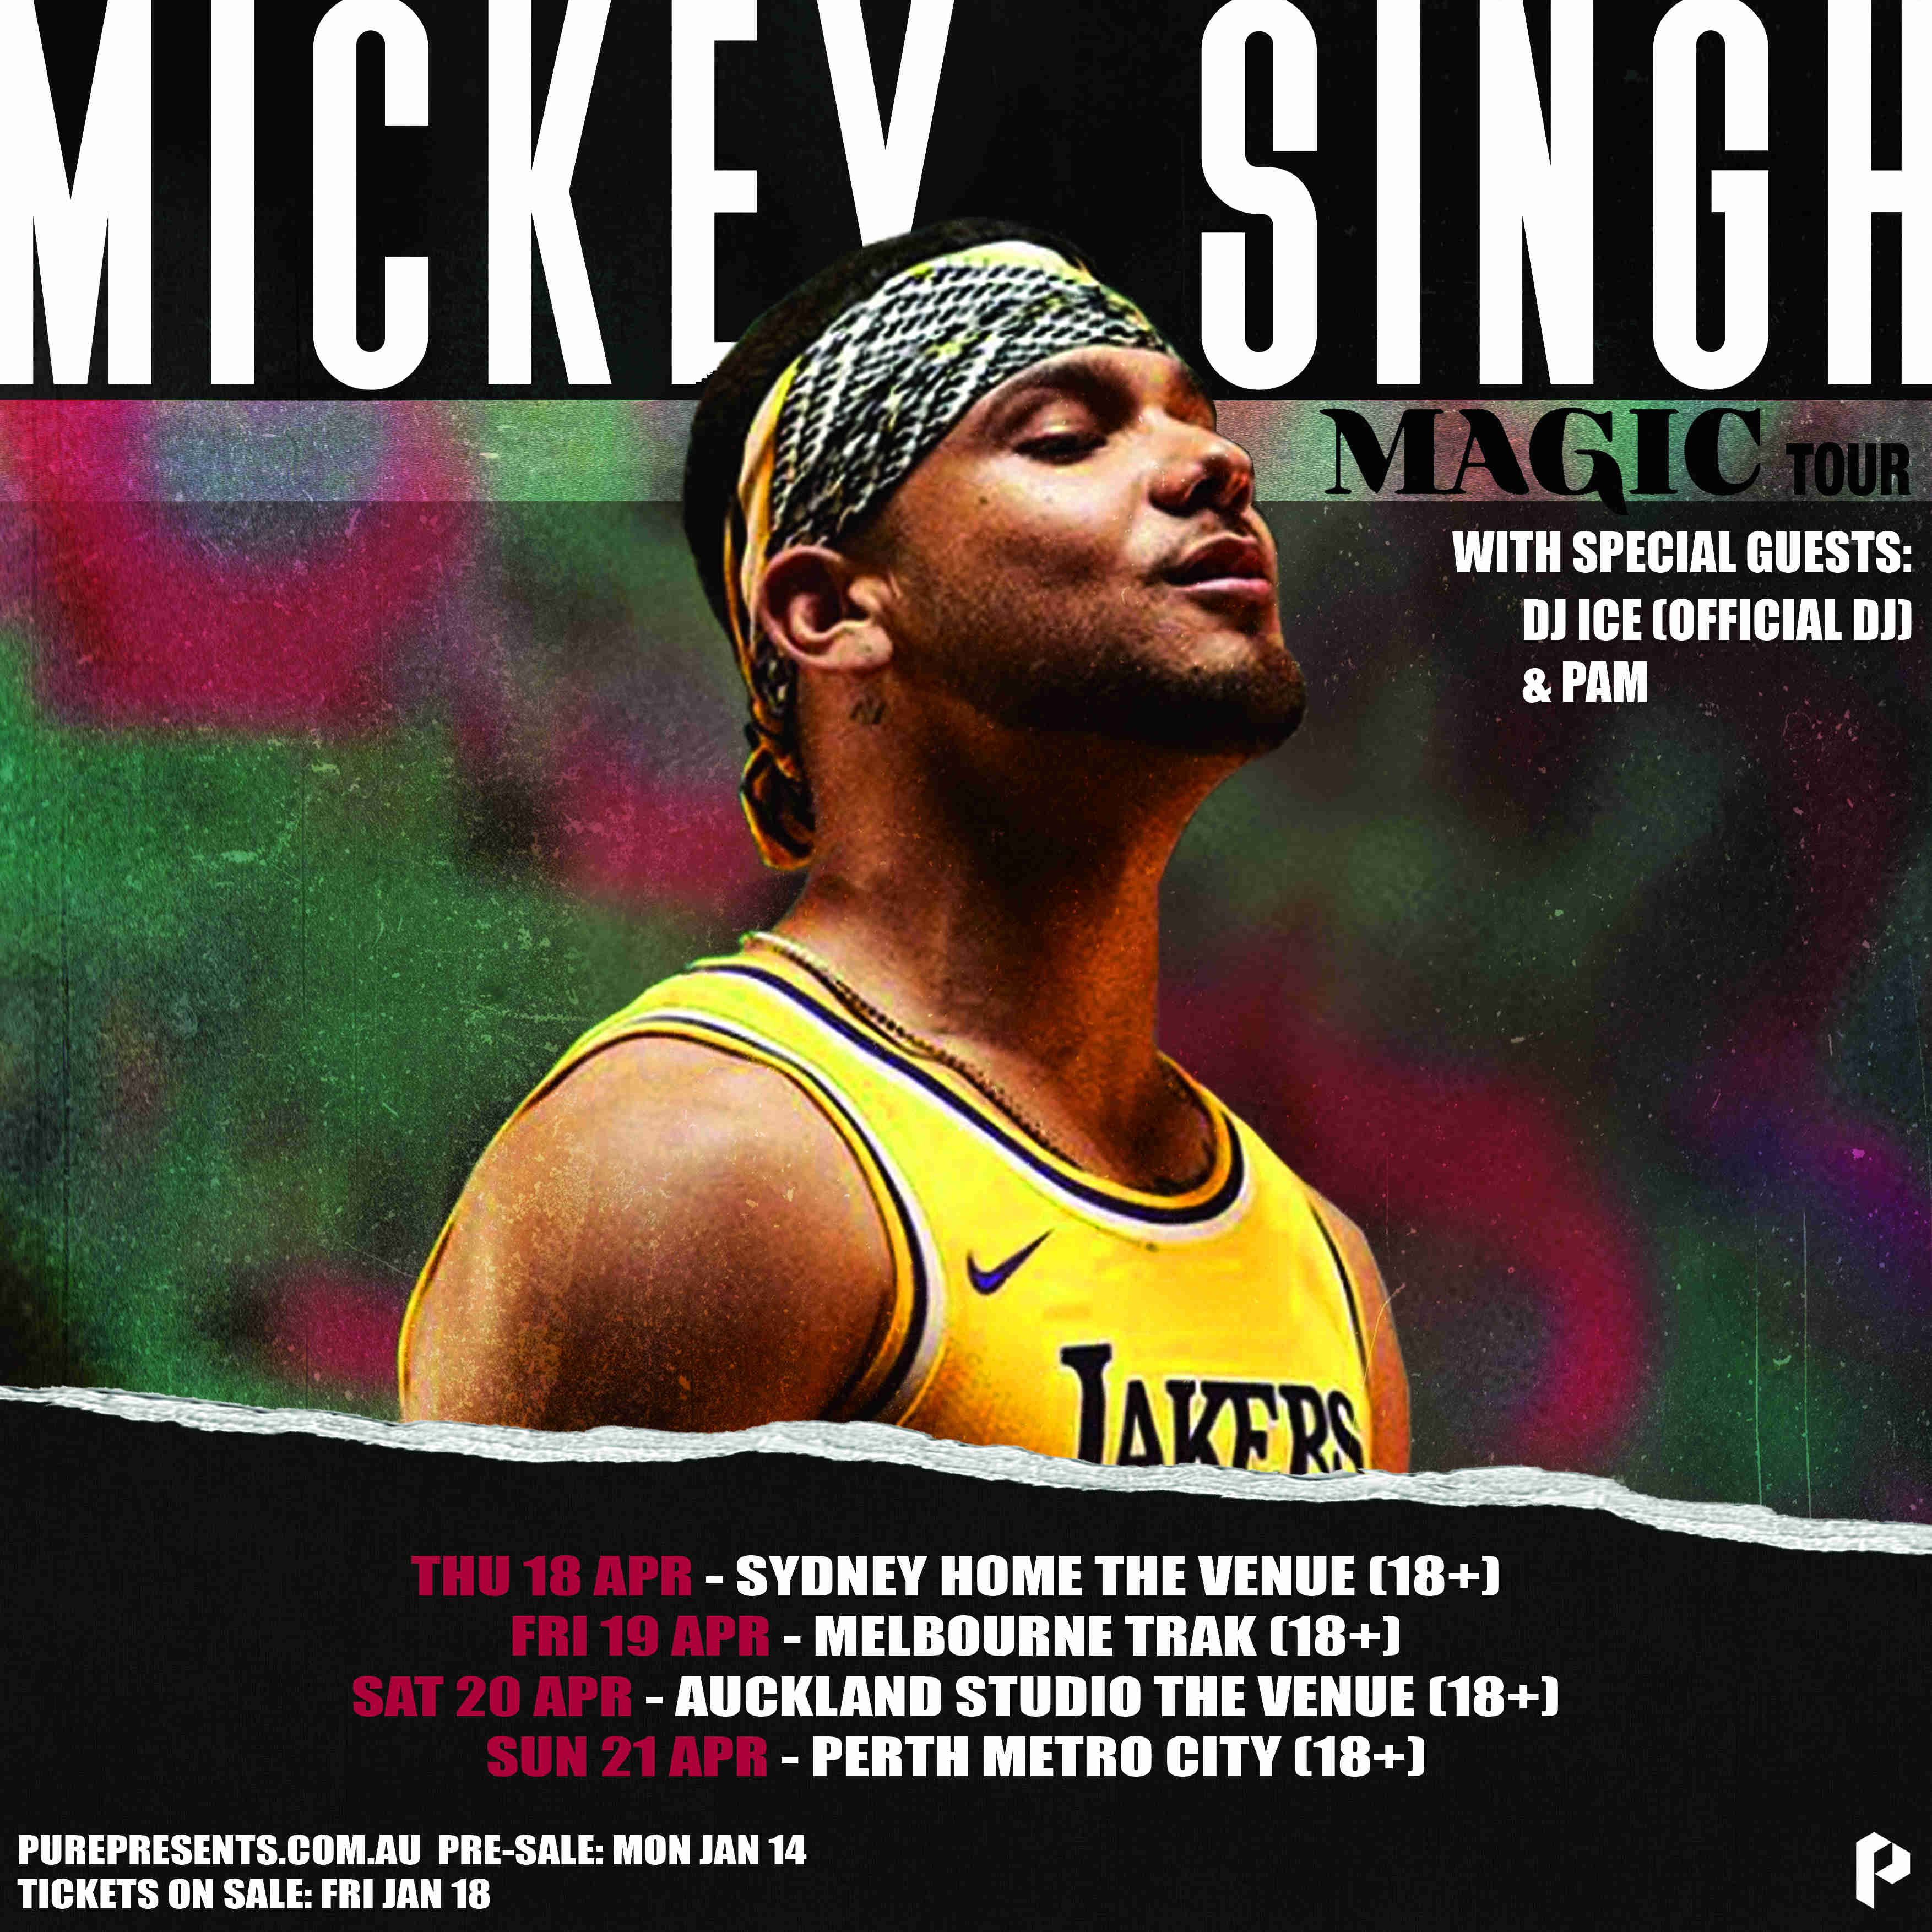 MICKEY SINGH
MAGIC TOUR
WITH SPECIAL GUESTS:
DJ ICE (OFFICIAL DJ)
& PAM
LAKERS
THU 18 APR - SYDNEY HOME THE VENUE (18+)
FRI 19 APR - MELBOURNE TRAK (18+)
SAT 20 APR - AUCKLAND STUDIO THE VENUE (18+)
SUN 21 APR - PERTH METRO CITY (18+)
PUREPRESENTS.COM.AU PRE-SALE: MON JAN 14
TICKETS ON SALE: FRI JAN 18